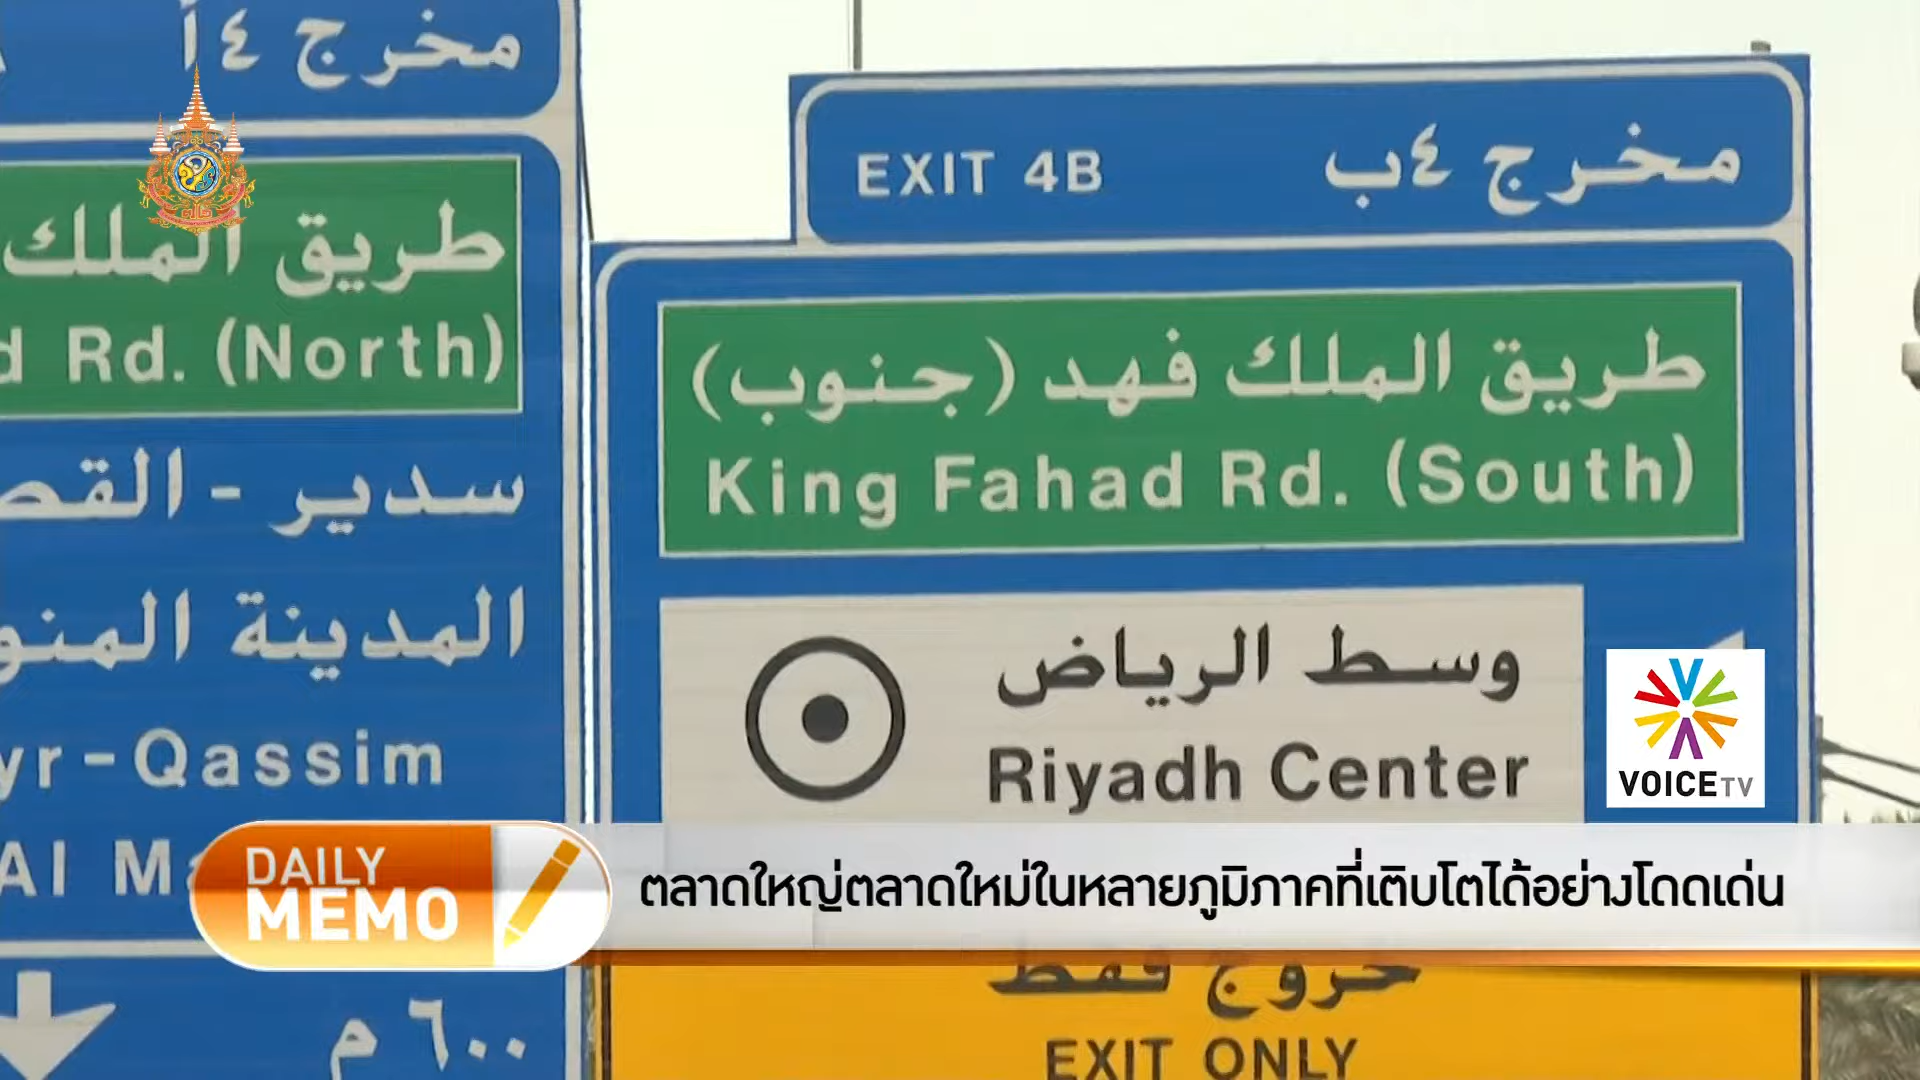 مخرج ٤أ
طريق الملك
Rd. (North)
سدير - القص
المدينة المنو
yr-Qassim
Al Ma
٦٠٠ م
EXIT 4B
مخرج ٤ب
طريق الملك فهد (جنوب)
King Fahad Rd. (South)
وسط الرياض
Riyadh Center
VOICE TV
DAILY
MEMO
ตลาดใหญ่ตลาดใหม่ในหลายภูมิภาคที่เติบโตได้อย่างโดดเด่น
خروج فقط
EXIT ONLY